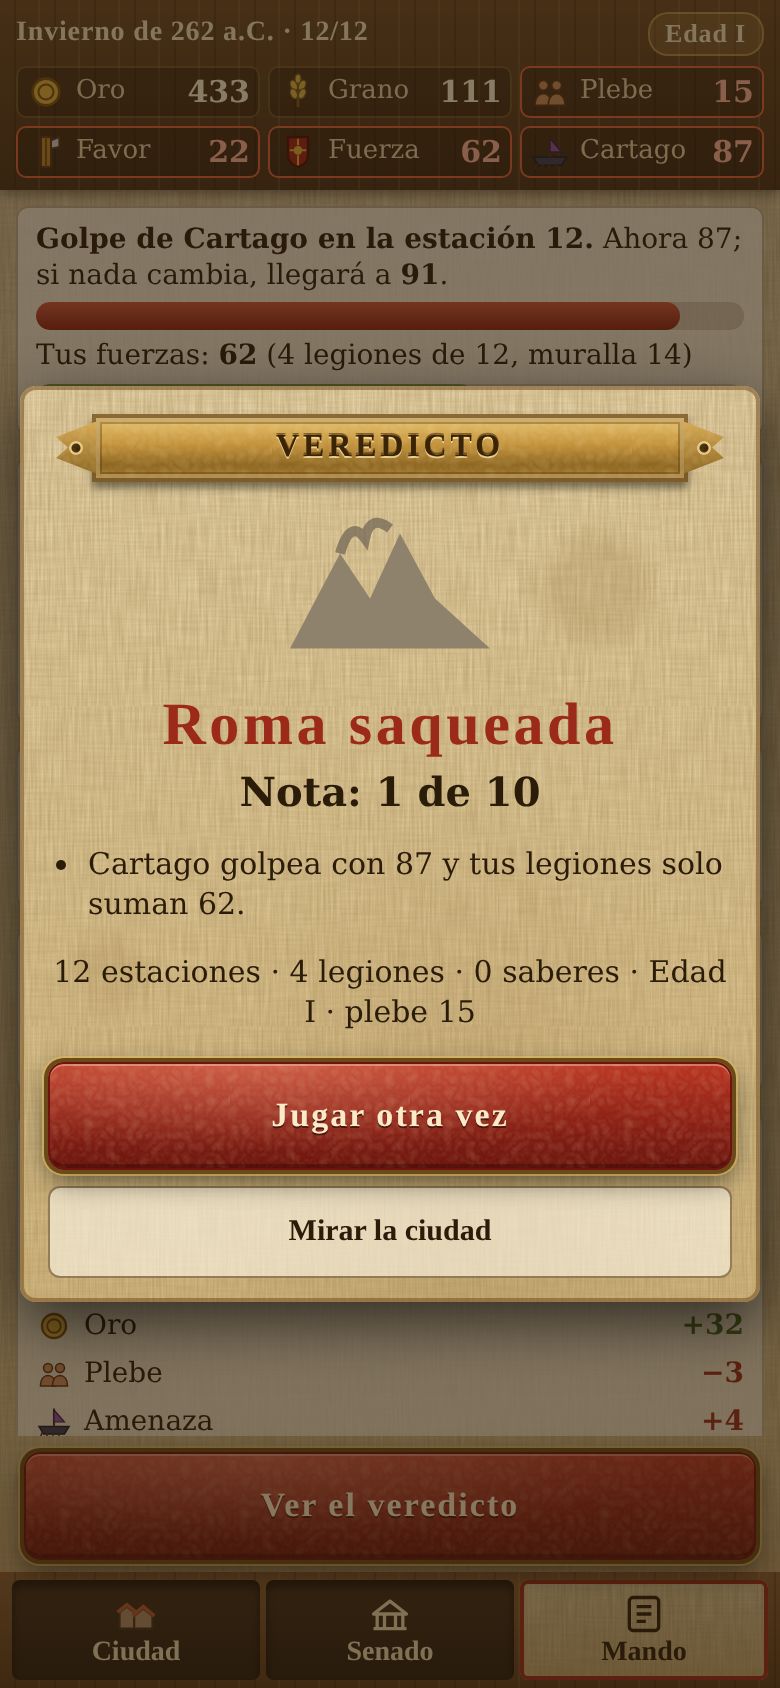 Invierno de 262 a.C. · 12/12
Edad I
Oro 433
Grano 111
Plebe 15
Favor 22
Fuerza 62
Cartago 87
Golpe de Cartago en la estación 12. Ahora 87;
si nada cambia, llegará a 91.
Tus fuerzas: 62 (4 legiones de 12, muralla 14)
VEREDICTO
Roma saqueada
Nota: 1 de 10
• Cartago golpea con 87 y tus legiones solo
suman 62.
12 estaciones · 4 legiones · 0 saberes · Edad
I · plebe 15
Jugar otra vez
Mirar la ciudad
Oro +32
Plebe −3
Amenaza +4
Ver el veredicto
Ciudad
Senado
Mando